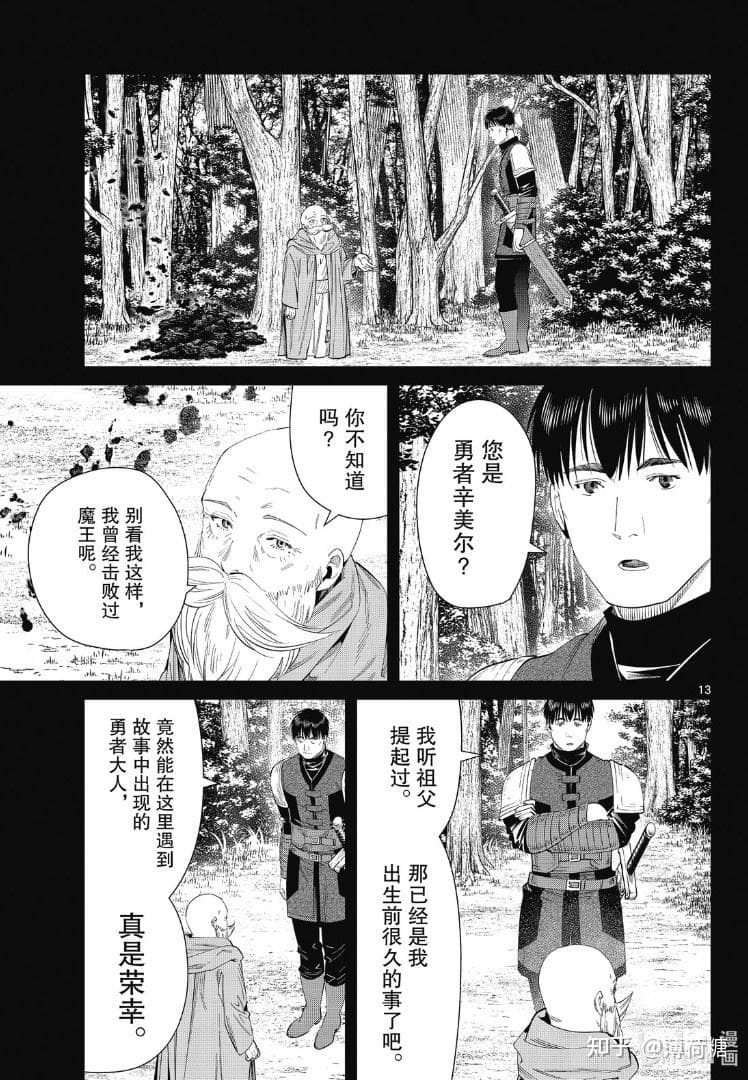 您是
勇者辛美尔？
你不知道
吗？
别看我这样，
我曾经击败过
魔王呢。
13
我听祖父
提起过。
那已经是我
出生前很久的事了吧。
竟然能在这里遇到
故事中出现的
勇者大人，
真是荣幸。
知乎 @薄荷糖
漫画